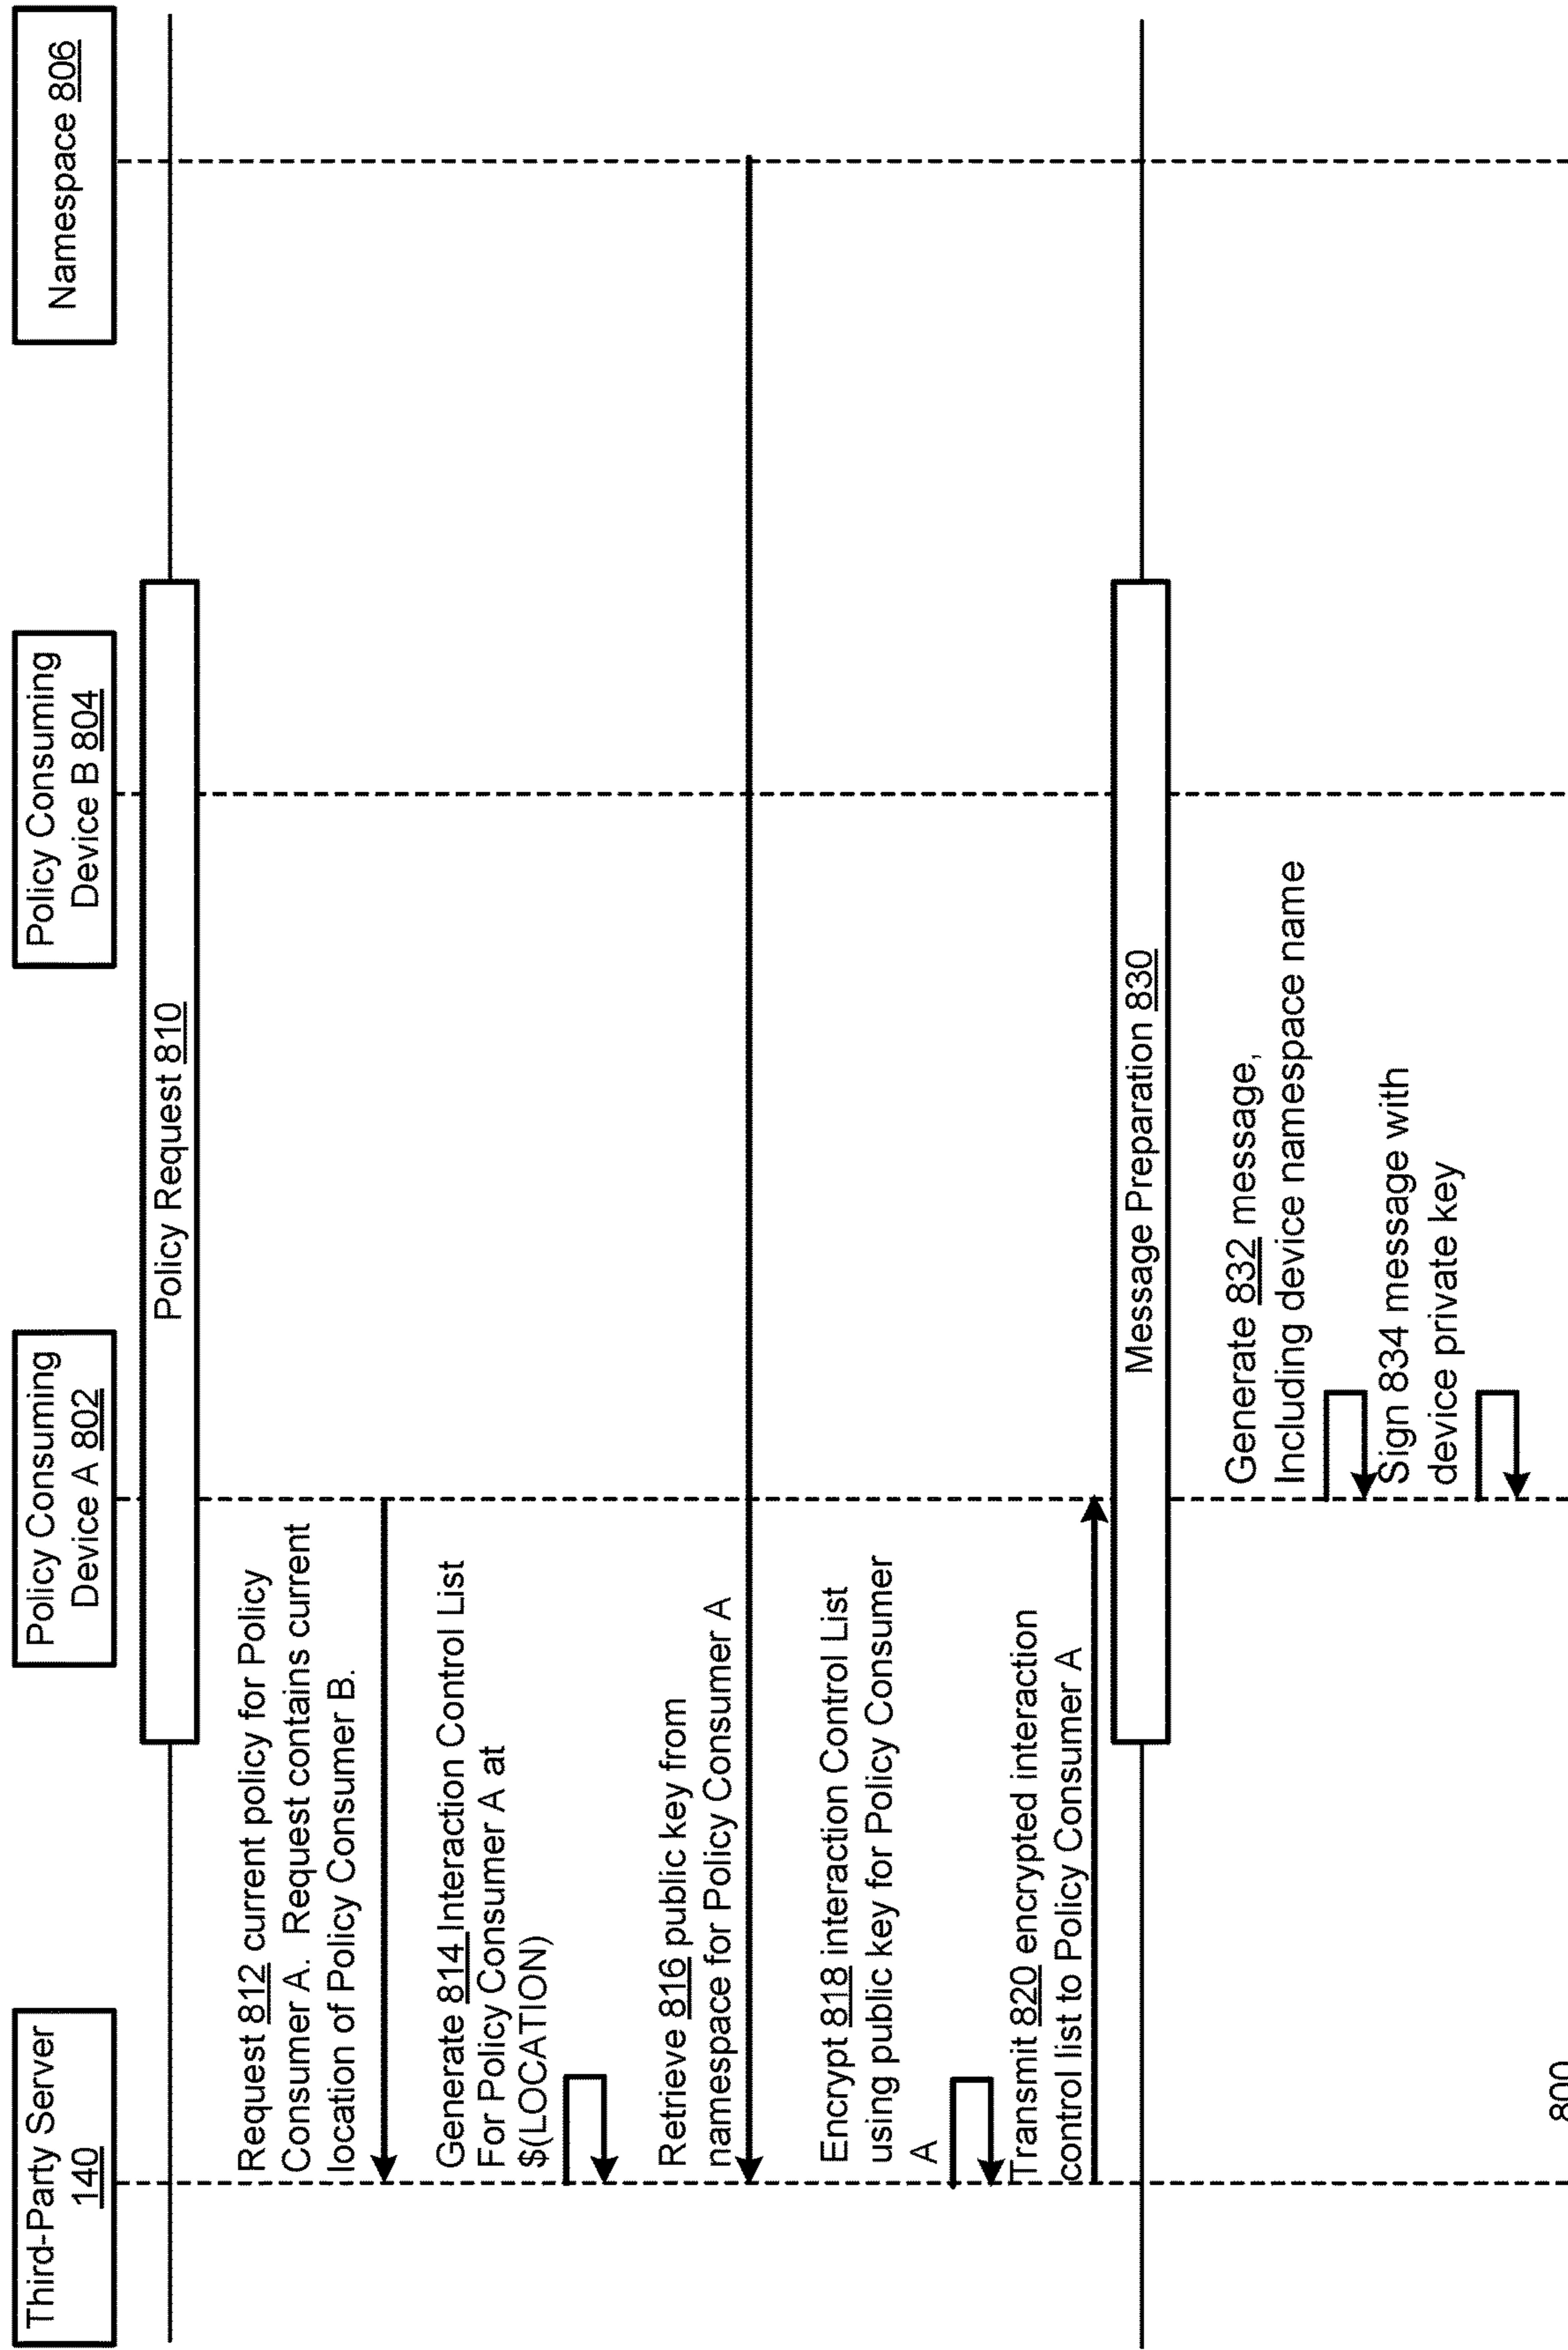 Third-Party Server
140
Policy Consuming
Device A 802
Policy Consuming
Device B 804
Namespace 806
Policy Request 810
Request 812 current policy for Policy
Consumer A. Request contains current
location of Policy Consumer B.
Generate 814 Interaction Control List
For Policy Consumer A at
$(LOCATION)
Retrieve 816 public key from
namespace for Policy Consumer A
Encrypt 818 interaction Control List
using public key for Policy Consumer
A
Transmit 820 encrypted interaction
control list to Policy Consumer A
Message Preparation 830
Generate 832 message,
Including device namespace name
Sign 834 message with
device private key
800